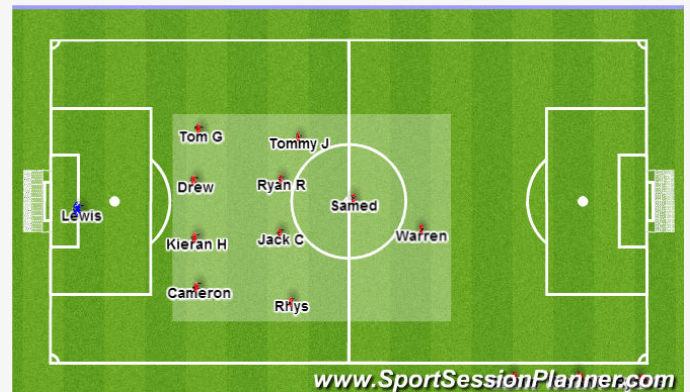 Tom G
Tommy J
Drew
Ryan R
Samed
Lewis
Kieran H
Jack C
Warren
Cameron
Rhys
www.SportSessionPlanner.com